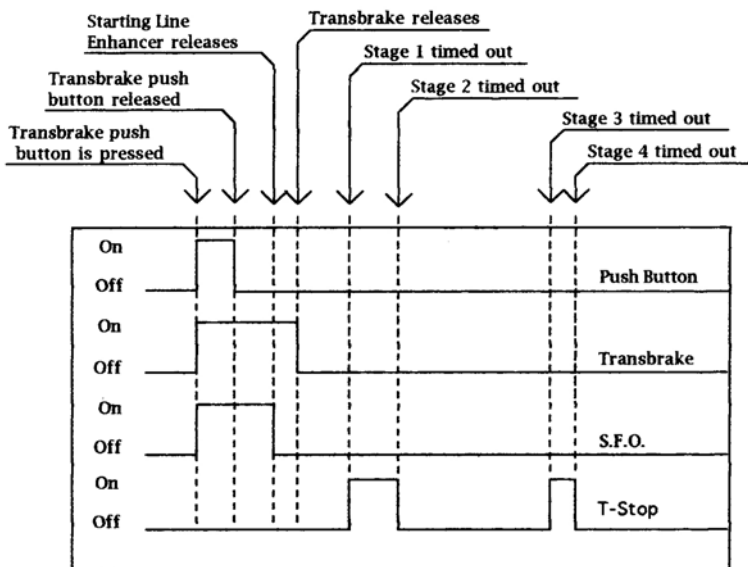 Starting Line
Enhancer releases
Transbrake releases
Stage 1 timed out
Transbrake push
button released
Stage 2 timed out
Stage 3 timed out
Transbrake push
button is pressed
Stage 4 timed out
On
Off
Push Button
On
Off
Transbrake
On
Off
S.F.O.
On
Off
T-Stop